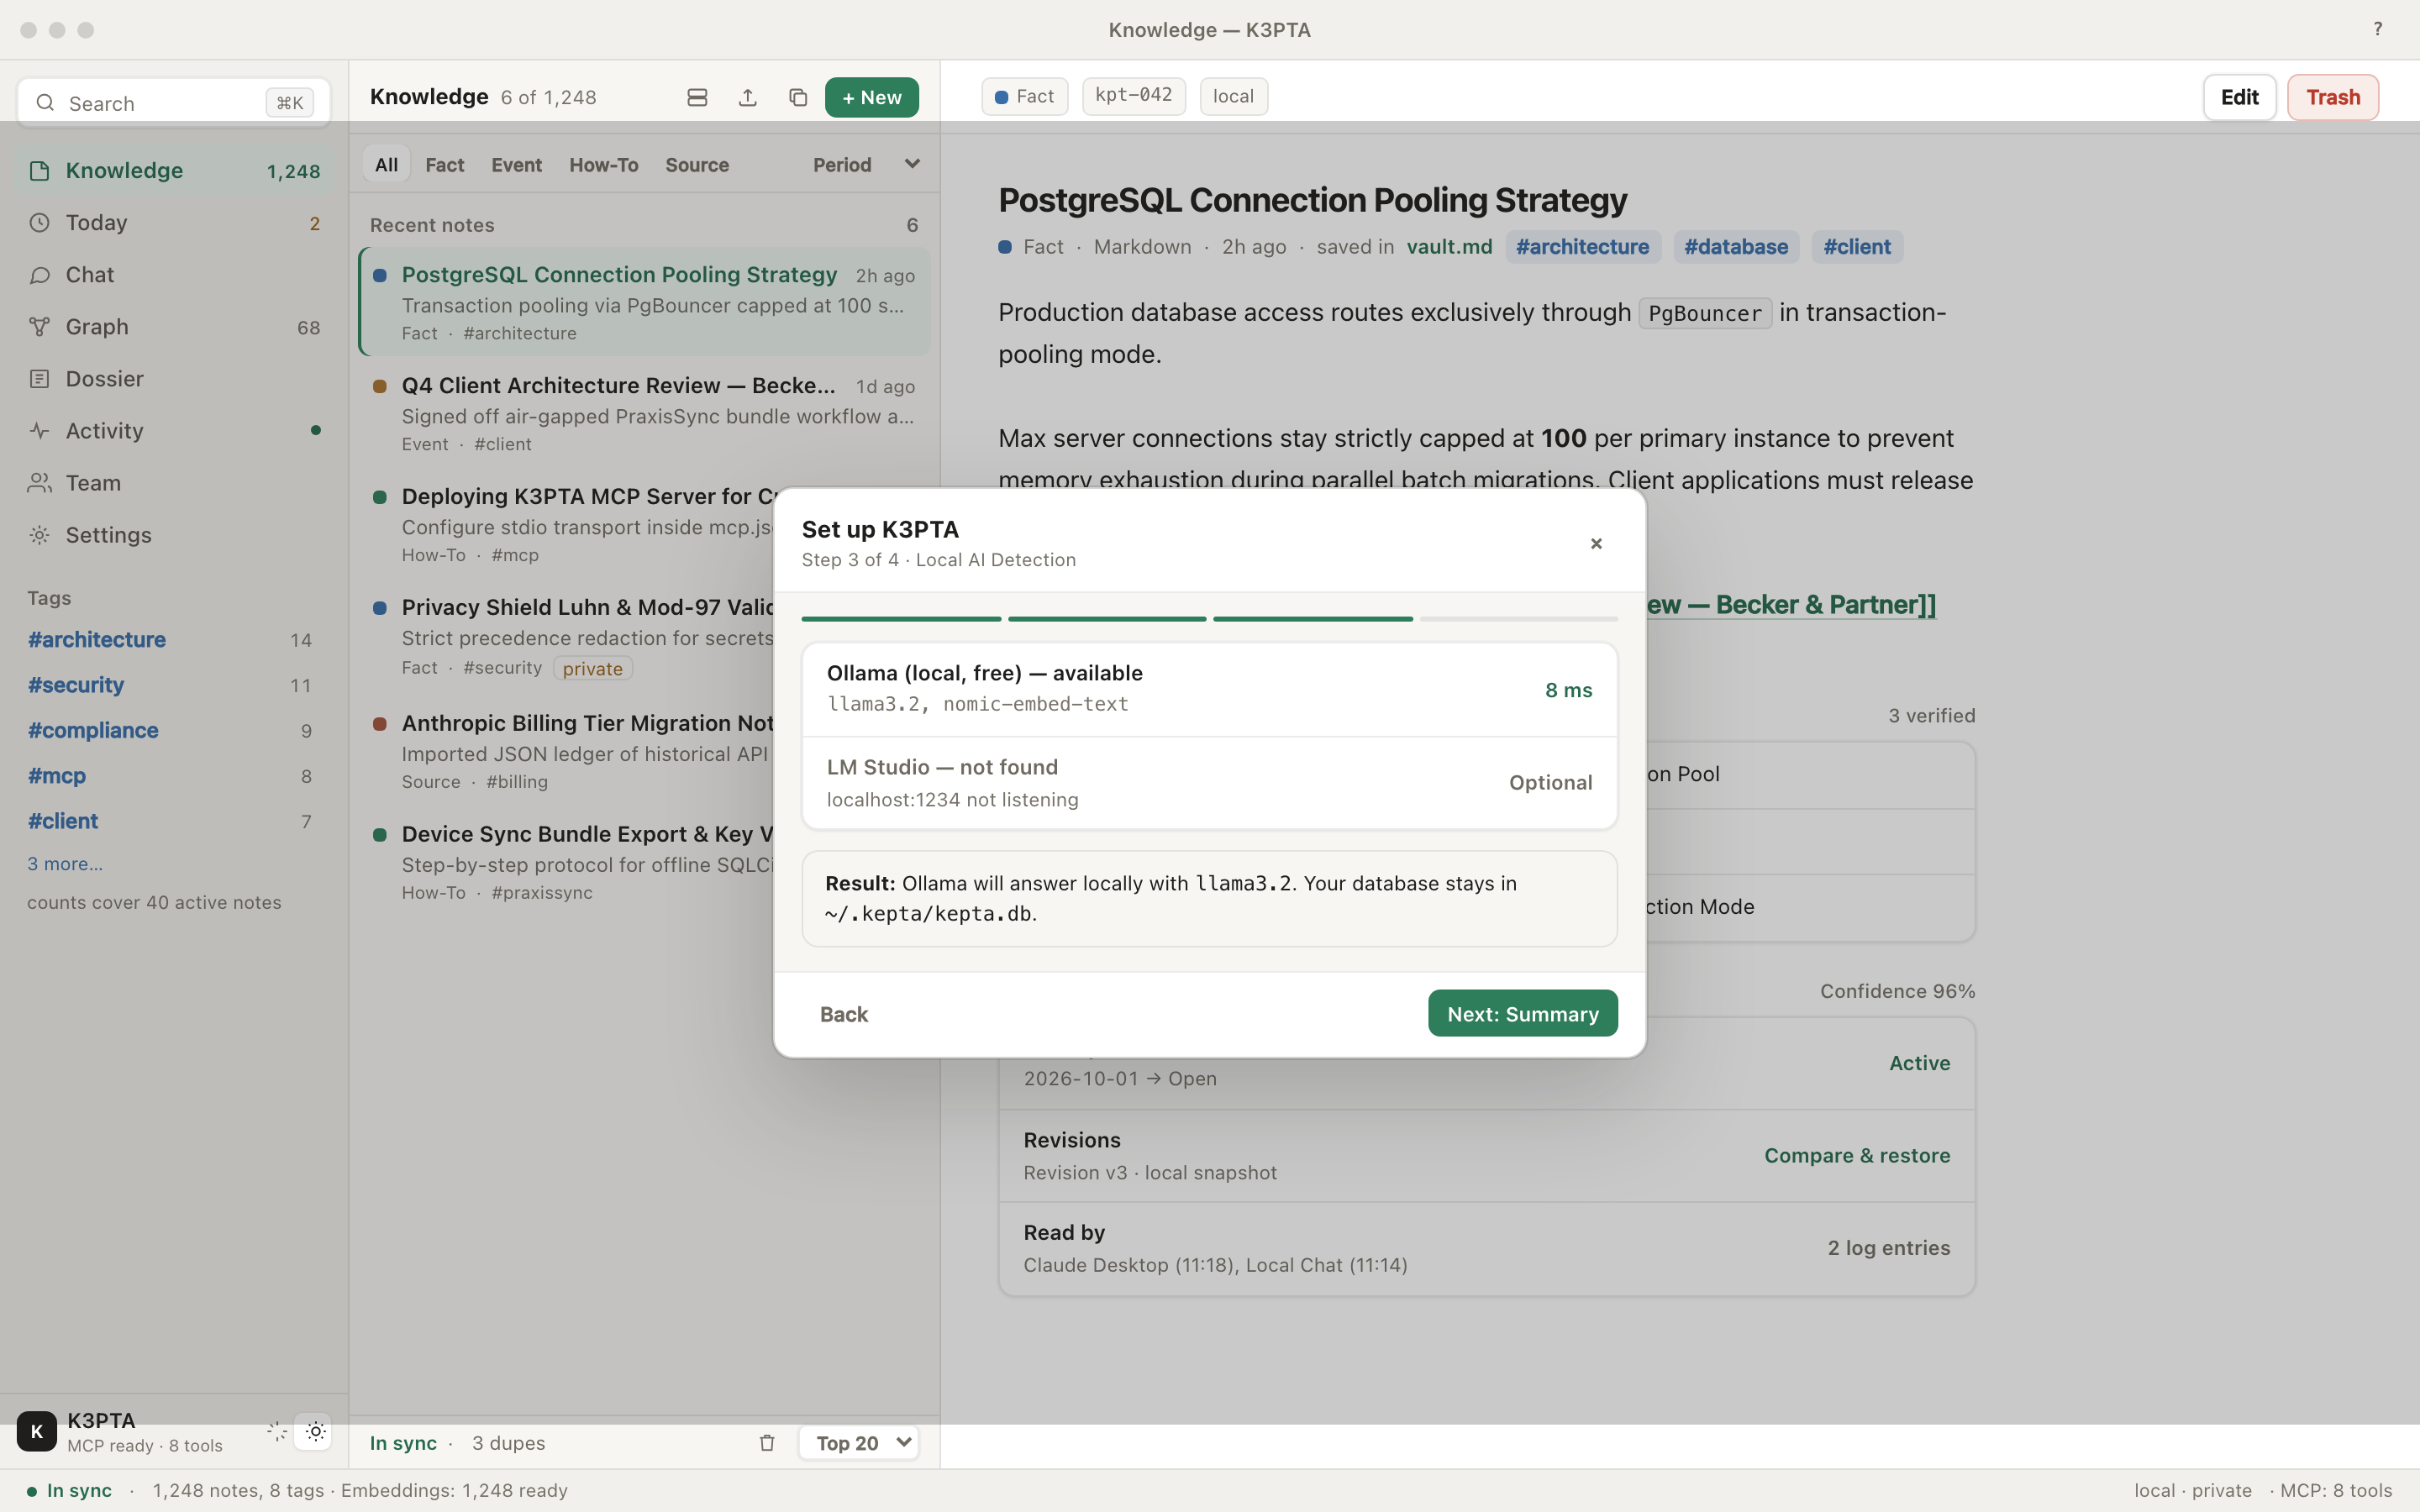 Knowledge — K3PTA
?
Search ⌘K
Knowledge 1,248
Today 2
Chat
Graph 68
Dossier
Activity
Team
Settings
Tags
#architecture 14
#security 11
#compliance 9
#mcp 8
#client 7
3 more...
counts cover 40 active notes
K
K3PTA
MCP ready · 8 tools
Knowledge 6 of 1,248
+ New
All Fact Event How-To Source Period
Recent notes 6
PostgreSQL Connection Pooling Strategy 2h ago
Transaction pooling via PgBouncer capped at 100 s...
Fact · #architecture
Q4 Client Architecture Review — Becke... 1d ago
Signed off air-gapped PraxisSync bundle workflow a...
Event · #client
Deploying K3PTA MCP Server for
Configure stdio transport inside
How-To · #mcp
Privacy Shield Luhn & Mod-97
Strict precedence redaction for secrets
Fact · #security private
Anthropic Billing Tier Migration
Imported JSON ledger of historical API
Source · #billing
Device Sync Bundle Export & Key
Step-by-step protocol for offline
How-To · #praxissync
In sync · 3 dupes
Top 20
Fact kpt-042 local
Edit Trash
PostgreSQL Connection Pooling Strategy
Fact · Markdown · 2h ago · saved in vault.md #architecture #database #client
Production database access routes exclusively through PgBouncer in transaction-
pooling mode.
Max server connections stay strictly capped at 100 per primary instance to prevent
memory exhaustion during parallel batch migrations. Client applications must release
— Becker & Partner]]
3 verified
Pool
Mode
Confidence 96%
Active
2026-10-01 → Open
Revisions
Revision v3 · local snapshot
Compare & restore
Read by
Claude Desktop (11:18), Local Chat (11:14)
2 log entries
Set up K3PTA
Step 3 of 4 · Local AI Detection
×
Ollama (local, free) — available
llama3.2, nomic-embed-text
8 ms
LM Studio — not found
localhost:1234 not listening
Optional
Result: Ollama will answer locally with llama3.2. Your database stays in
~/.kepta/kepta.db.
Back
Next: Summary
In sync · 1,248 notes, 8 tags · Embeddings: 1,248 ready
local · private · MCP: 8 tools